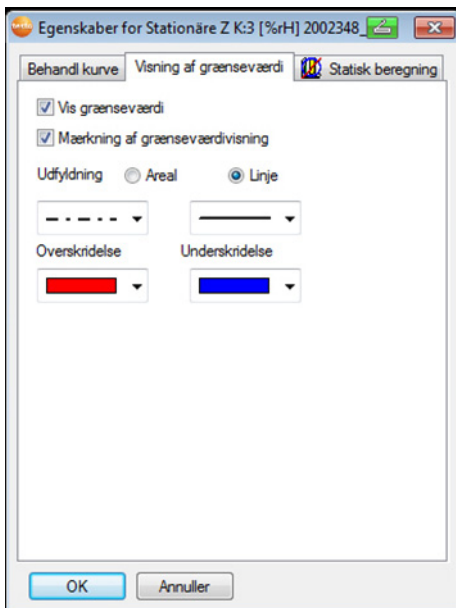 Egenskaber for Stationäre Z K:3 [%rH] 2002348_
Behandl kurve Visning af grænseværdi Statisk beregning
Vis grænseværdi
Mærkning af grænseværdivisning
Udfyldning Areal Linje
Overskridelse Underskridelse
OK Annuller